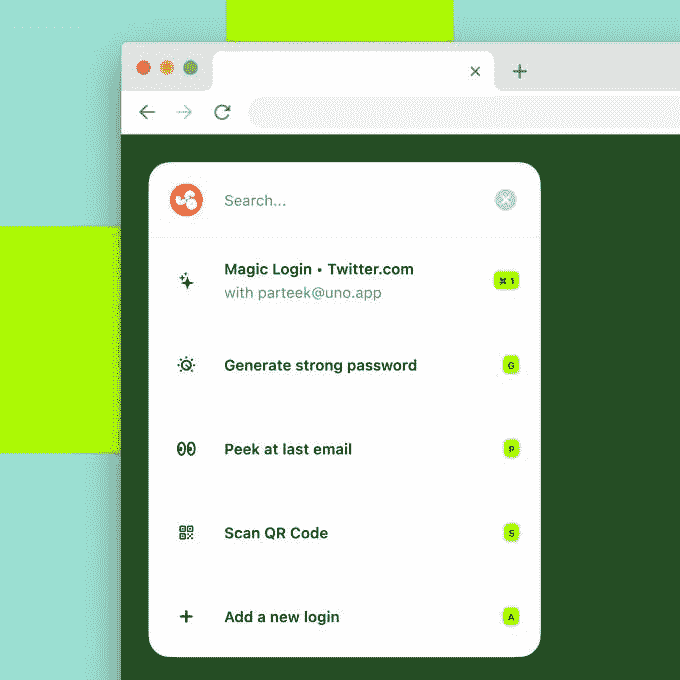 Search...
Magic Login • Twitter.com
⌘ 1
with parteek@uno.app
Generate strong password
G
Peek at last email
P
Scan QR Code
S
Add a new login
A